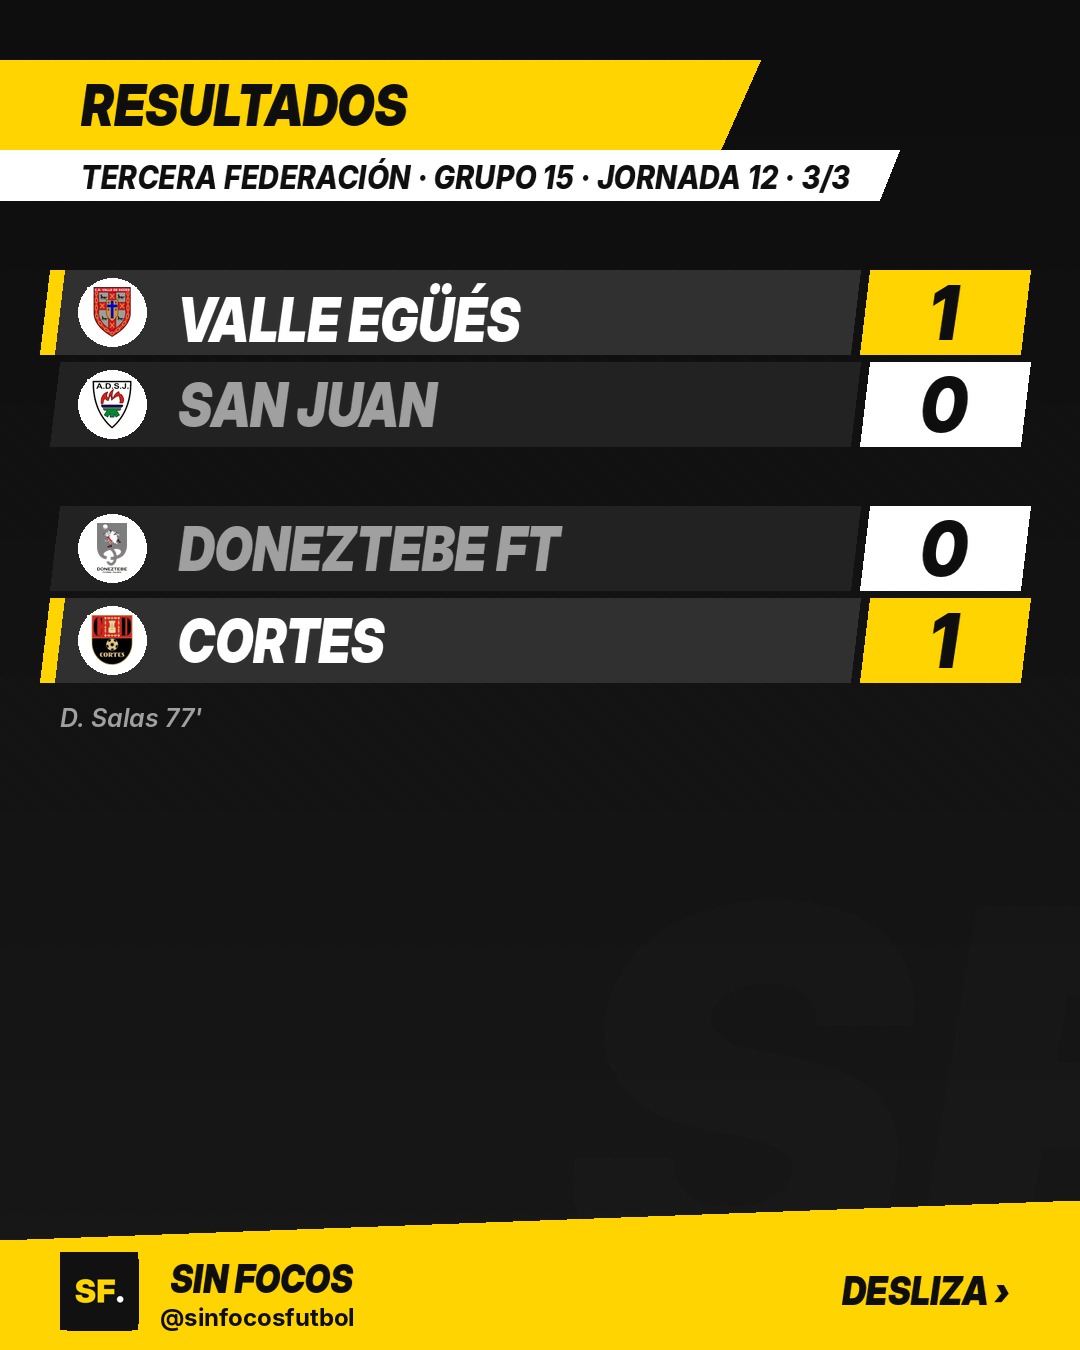 RESULTADOS
TERCERA FEDERACIÓN · GRUPO 15 · JORNADA 12 · 3/3
VALLE EGÜÉS 1
A.D.S.J.
SAN JUAN 0
DONEZTEBE
DONEZTEBE FT 0
CORTES
CORTES 1
D. Salas 77'
SF
SF.
SIN FOCOS
@sinfocosfutbol
DESLIZA ›